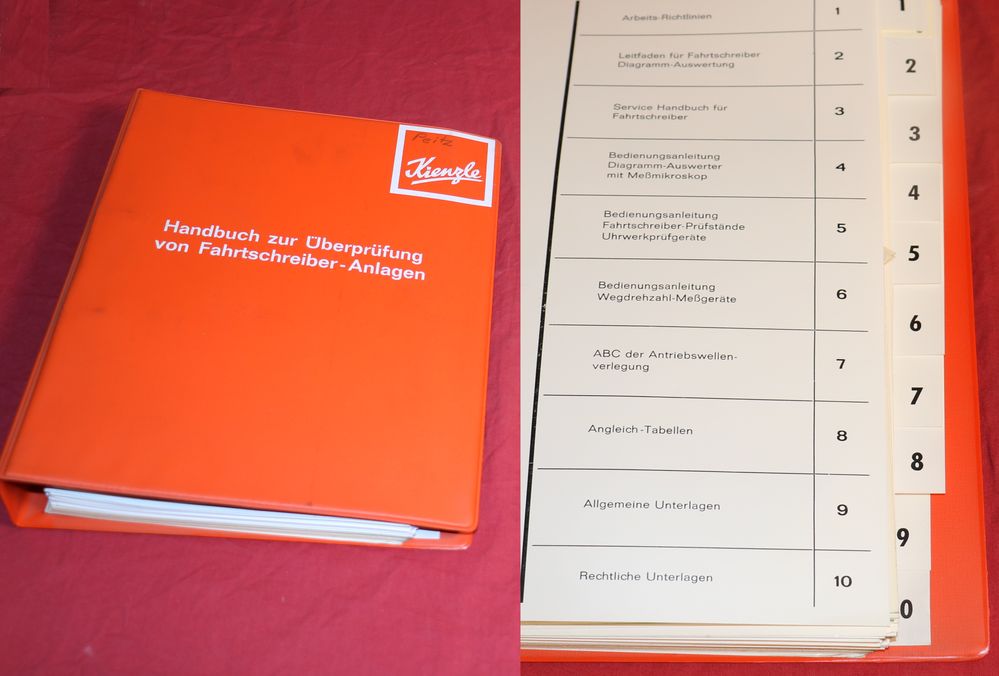 Peitz
Kienzle
Handbuch zur Überprüfung
von Fahrtschreiber-Anlagen
Arbeits-Richtlinien 1
Leitfaden für Fahrtschreiber
Diagramm-Auswertung 2
Service Handbuch für
Fahrtschreiber 3
Bedienungsanleitung
Diagramm-Auswerter 4
mit Meßmikroskop
Bedienungsanleitung
Fahrtschreiber-Prüfstände 5
Uhrwerkprüfgeräte
Bedienungsanleitung
Wegdrehzahl-Meßgeräte 6
ABC der Antriebswellen-
verlegung 7
Angleich-Tabellen 8
Allgemeine Unterlagen 9
Rechtliche Unterlagen 10
1
2
3
4
5
6
7
8
9
0